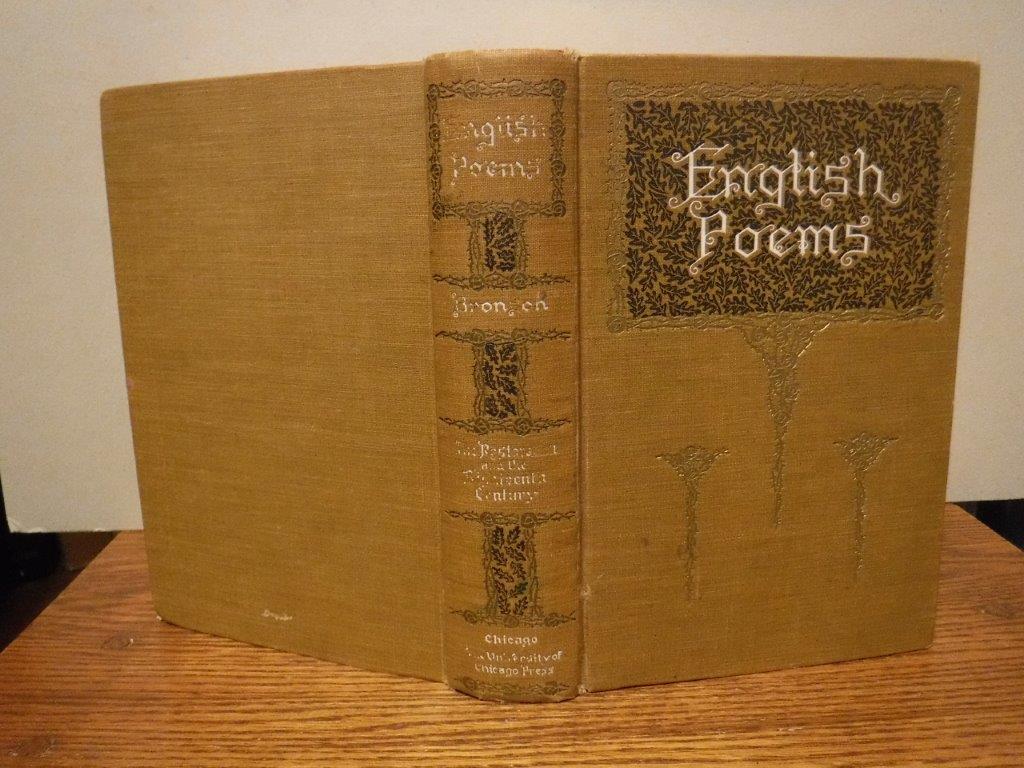 English
Poems
English
Poems
Bronson
The Restoration
and the
Eighteenth
Century
Chicago
The University of
Chicago Press